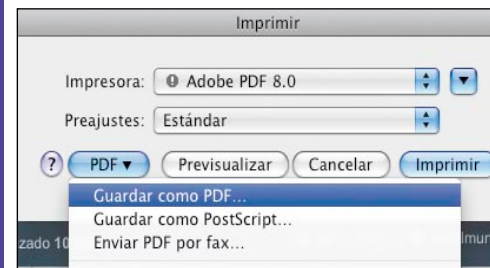 Imprimir
Impresora: Adobe PDF 8.0
Preajustes: Estándar
? PDF Previsualizar Cancelar Imprimir
Guardar como PDF...
Guardar como PostScript...
zado 10
Enviar PDF por fax...